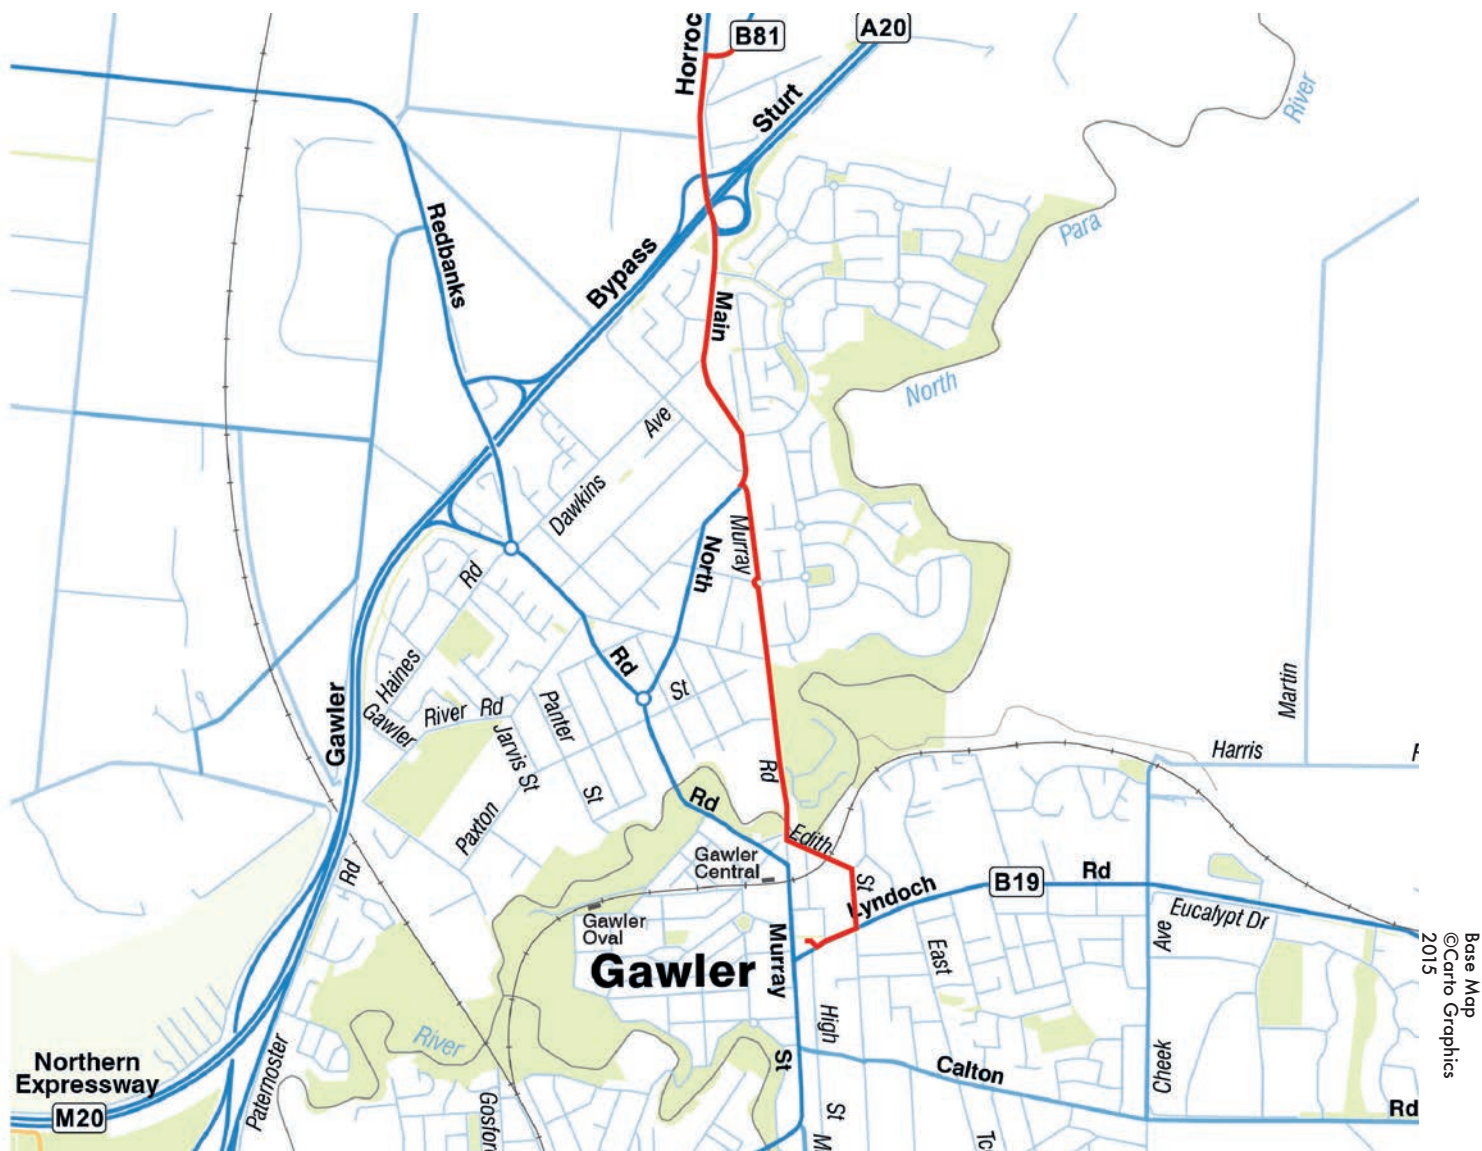 Horroc
B81
A20
Sturt
River
Redbanks
Para
Bypass
Main
North
Ave
Dawkins
Murray
North
Rd
Haines
Rd
St
Martin
Gawler
Gawler
River Rd
Panter
Jarvis St
St
Harris
Rd
Rd
Paxton
Edith
Gawler
Central
Rd
St
Lyndoch
B19
Rd
Gawler
Oval
Eucalypt Dr
Ave
East
Gawler
Murray
High
River
Northern
Expressway
M20
Paternoster
St
Calton
Cheek
Gosfor
St
Rd
Base Map
©Carto Graphics
2015